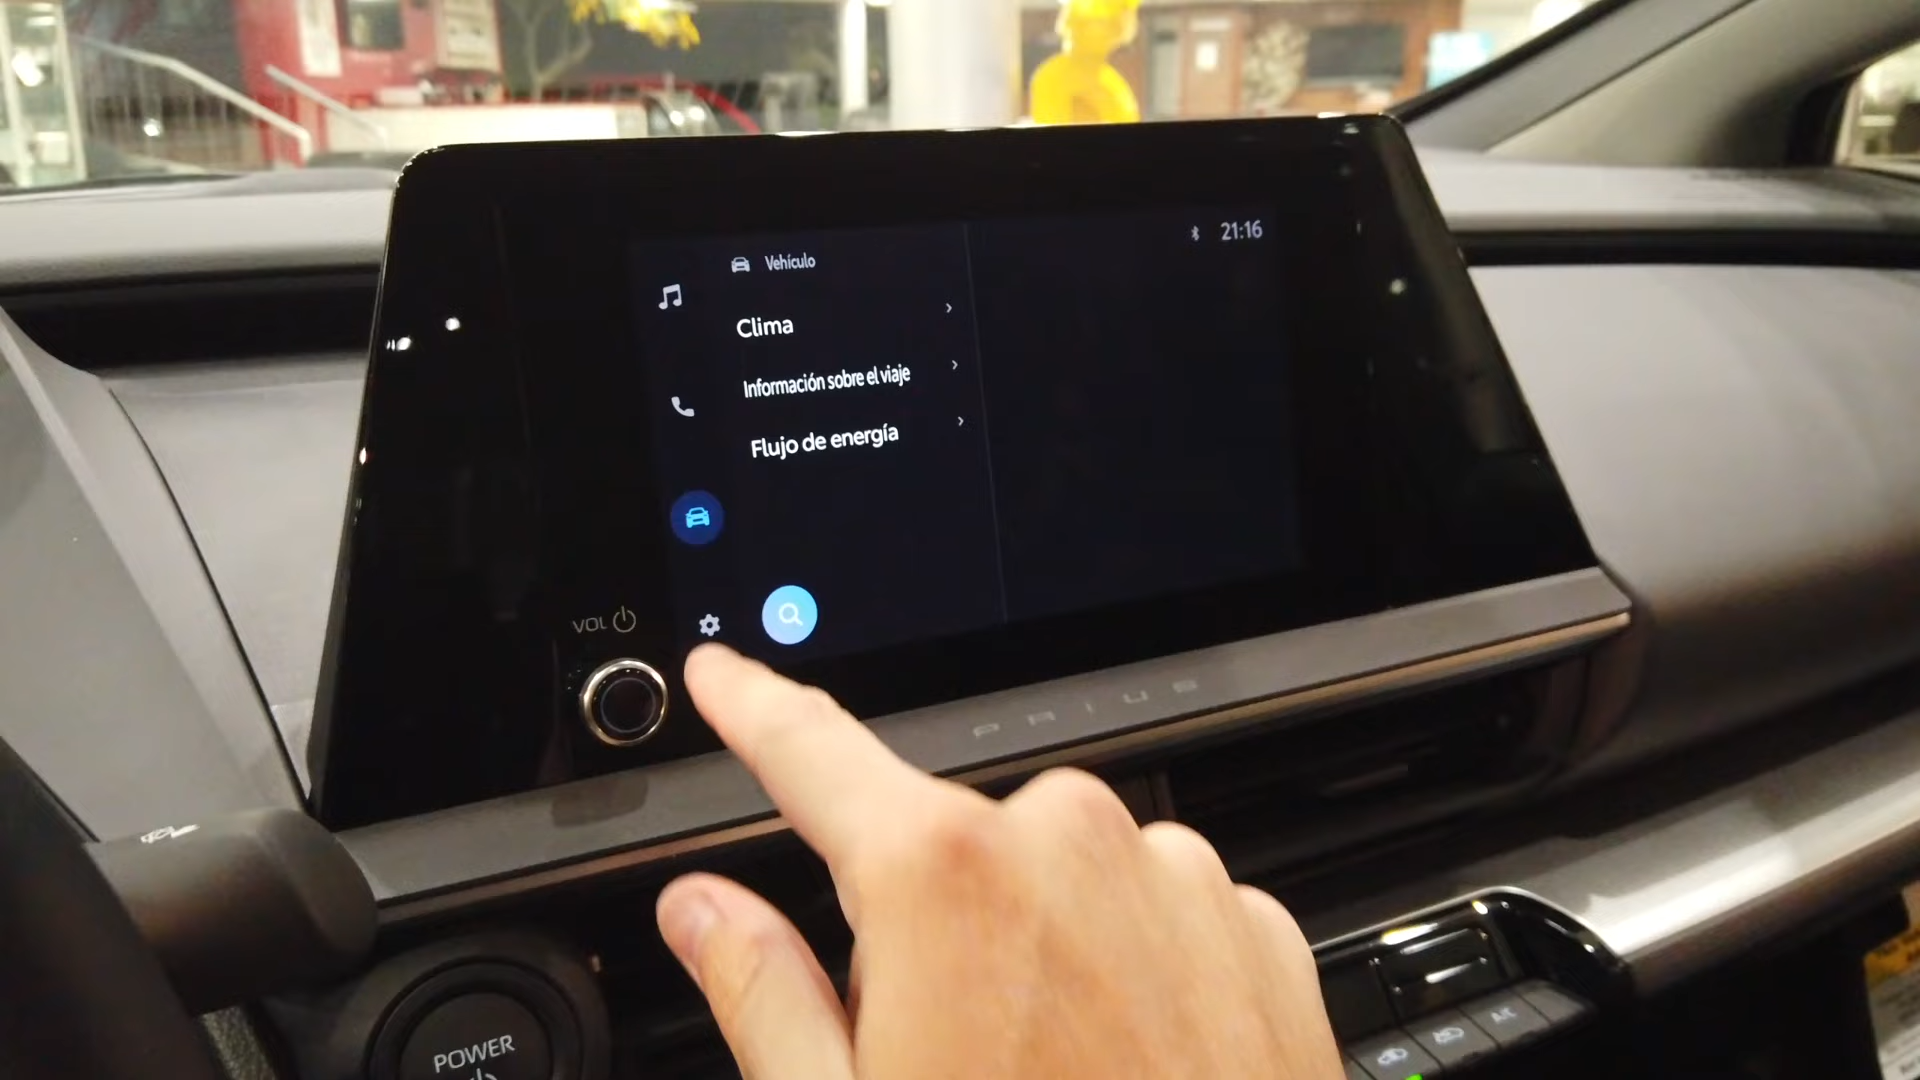 21:16
Vehículo
Clima
Información sobre el viaje
Flujo de energía
VOL
PRIUS
POWER
A/C